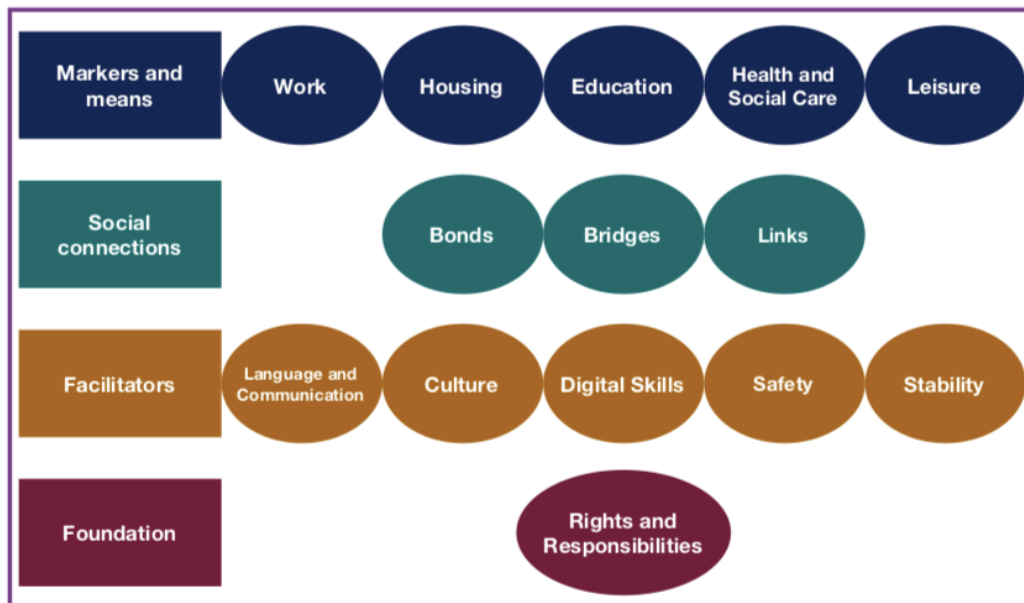 Markers and
means
Work
Housing
Education
Health and
Social Care
Leisure
Social
connections
Bonds
Bridges
Links
Facilitators
Language and
Communication
Culture
Digital Skills
Safety
Stability
Foundation
Rights and
Responsibilities